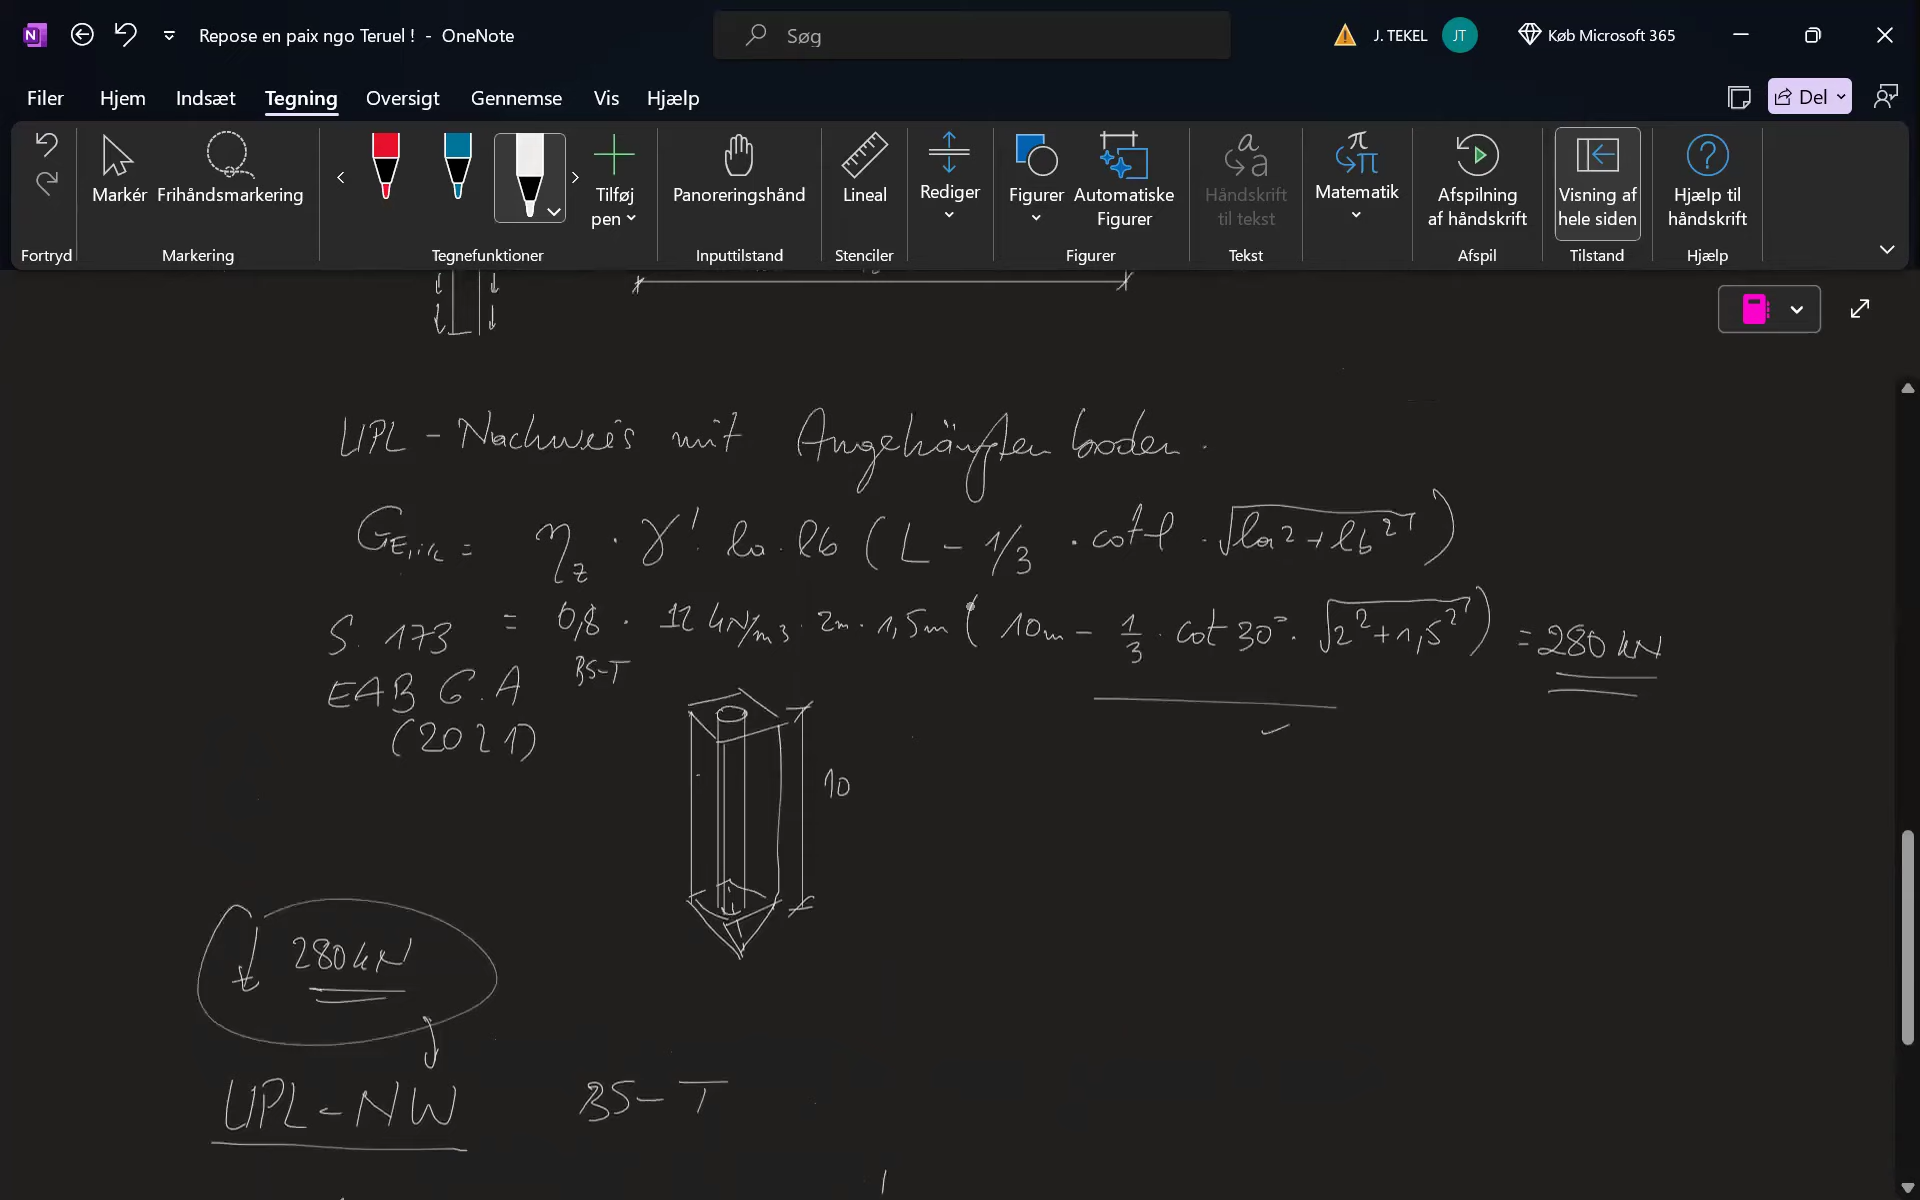 Repose en paix ngo Teruel ! - OneNote
Søg
J. TEKEL
JT
Køb Microsoft 365
Filer Hjem Indsæt Tegning Oversigt Gennemse Vis Hjælp
Del
Markér
Frihåndsmarkering
Tilføj pen
Panoreringshånd
Lineal
Rediger
Figurer
Automatiske Figurer
Håndskrift til tekst
Matematik
Afspilning af håndskrift
Visning af hele siden
Hjælp til håndskrift
Fortryd
Markering
Tegnefunktioner
Inputtilstand
Stenciler
Figurer
Tekst
Afspil
Tilstand
Hjælp
UPL - Nachweis mit Angehängten boden.
G_E,i,k = η_z · γ' · la · lb ( L - 1/3 · cot φ · √la² + lb² )
S. 173 = 0,8 · 12 kN/m3 · 2m · 1,5m ( 10m - 1/3 · cot 30° · √2² + 1,5² ) = 280 kN
BS-T
EAB 6.A
(2021)
10
280 kN
UPL - NW BS-T